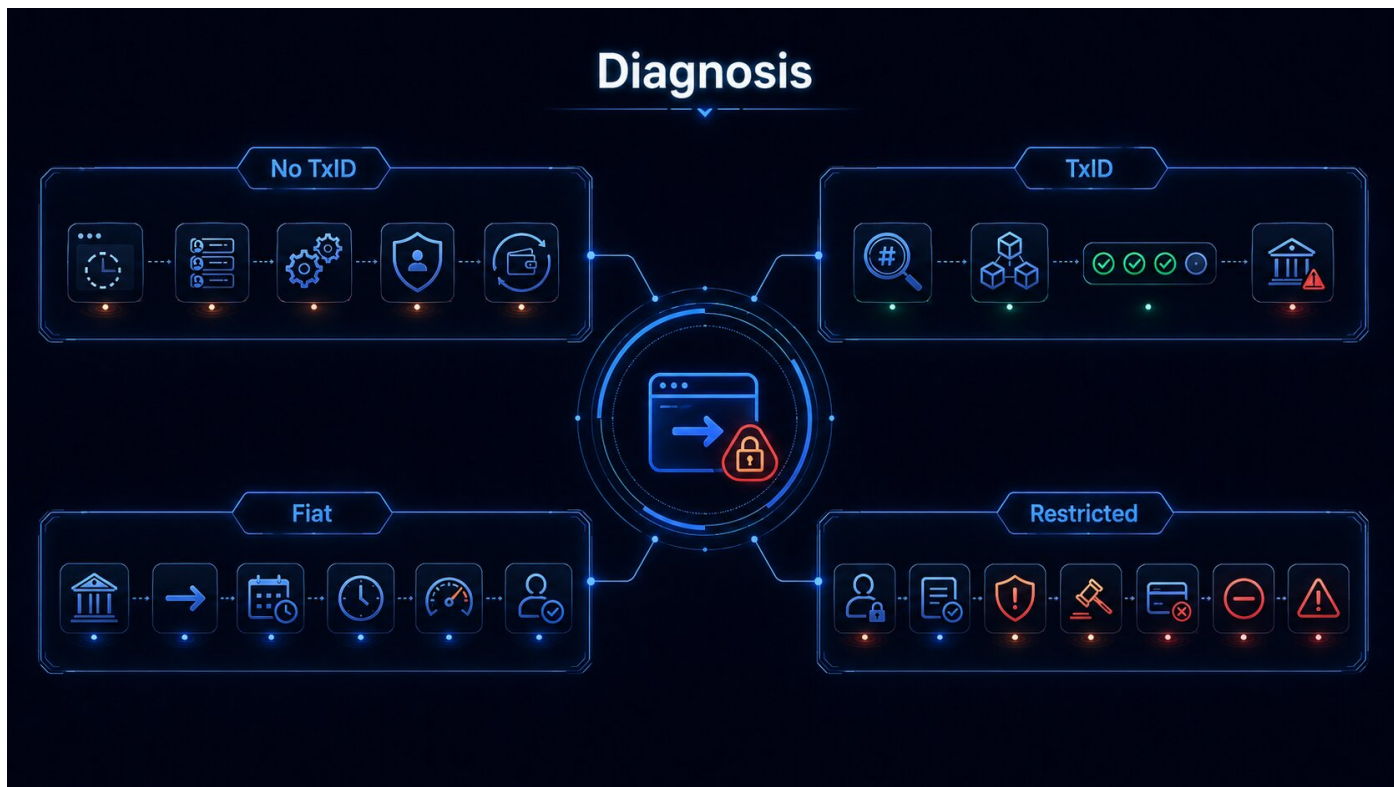 Diagnosis
No TxID
TxID
#
Fiat
Restricted